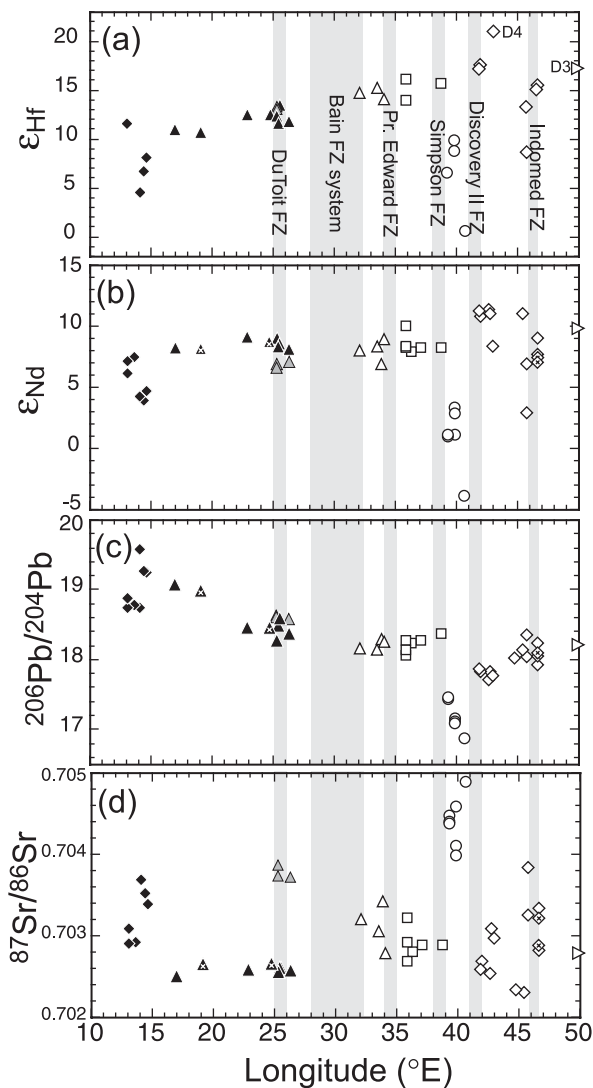 (a)
εHf
20
15
10
5
0
D4
D3
DuToit FZ
Bain FZ system
Pr. Edward FZ
Simpson FZ
Discovery II FZ
Indomed FZ
(b)
εNd
15
10
5
0
-5
(c)
206Pb/204Pb
20
19
18
17
(d)
87Sr/86Sr
0.705
0.704
0.703
0.702
10 15 20 25 30 35 40 45 50
Longitude (°E)